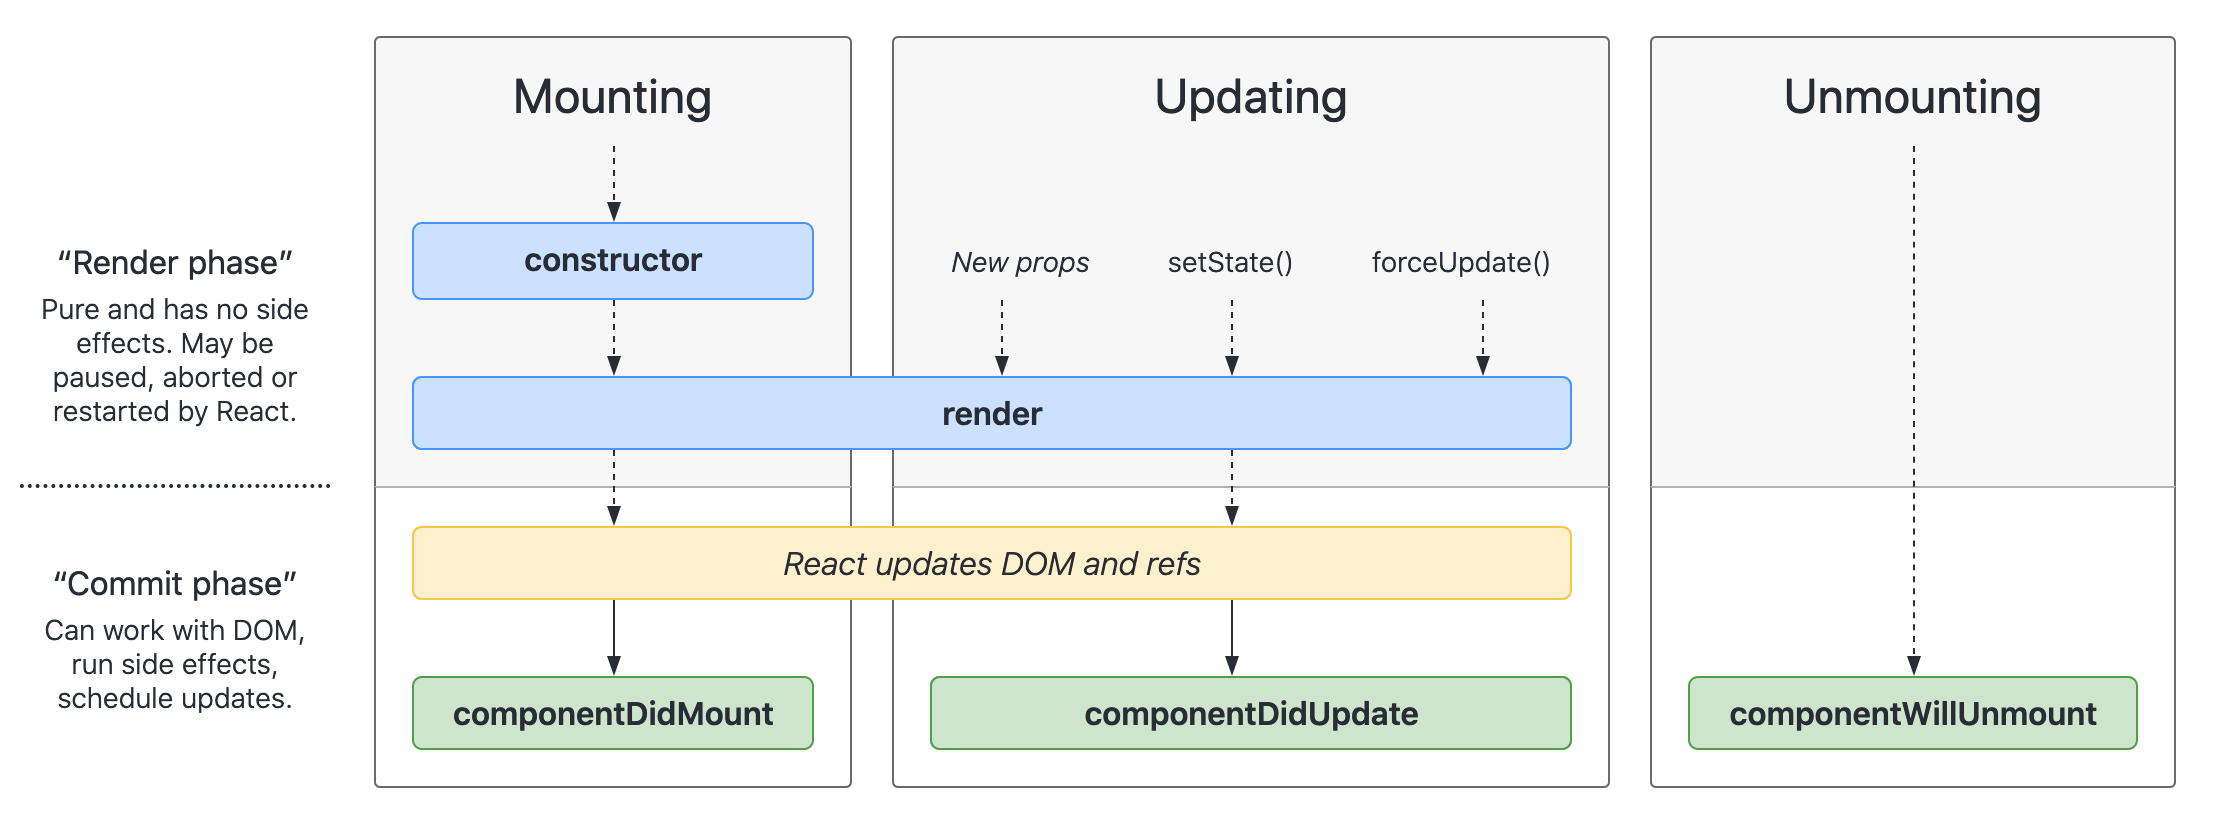 Mounting
Updating
Unmounting
“Render phase”
Pure and has no side
effects. May be
paused, aborted or
restarted by React.
constructor
New props
setState()
forceUpdate()
render
“Commit phase”
Can work with DOM,
run side effects,
schedule updates.
React updates DOM and refs
componentDidMount
componentDidUpdate
componentWillUnmount